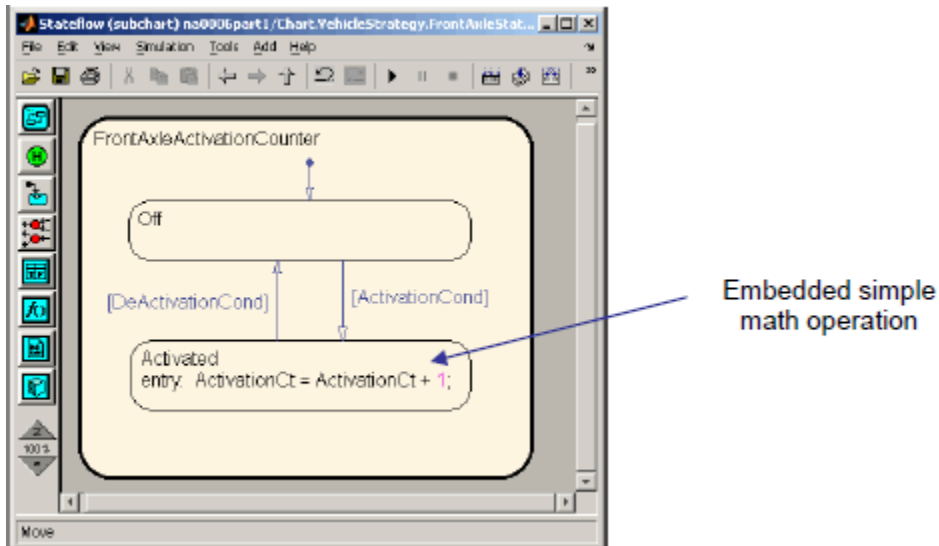 Stateflow (subchart) na0006part1/Chart.VehicleStrategy.FrontAxleStat...
File Edit View Simulation Tools Add Help
FrontAxleActivationCounter
Off
[DeActivationCond]
[ActivationCond]
Embedded simple
math operation
Activated
entry: ActivationCt = ActivationCt + 1;
100%
Move